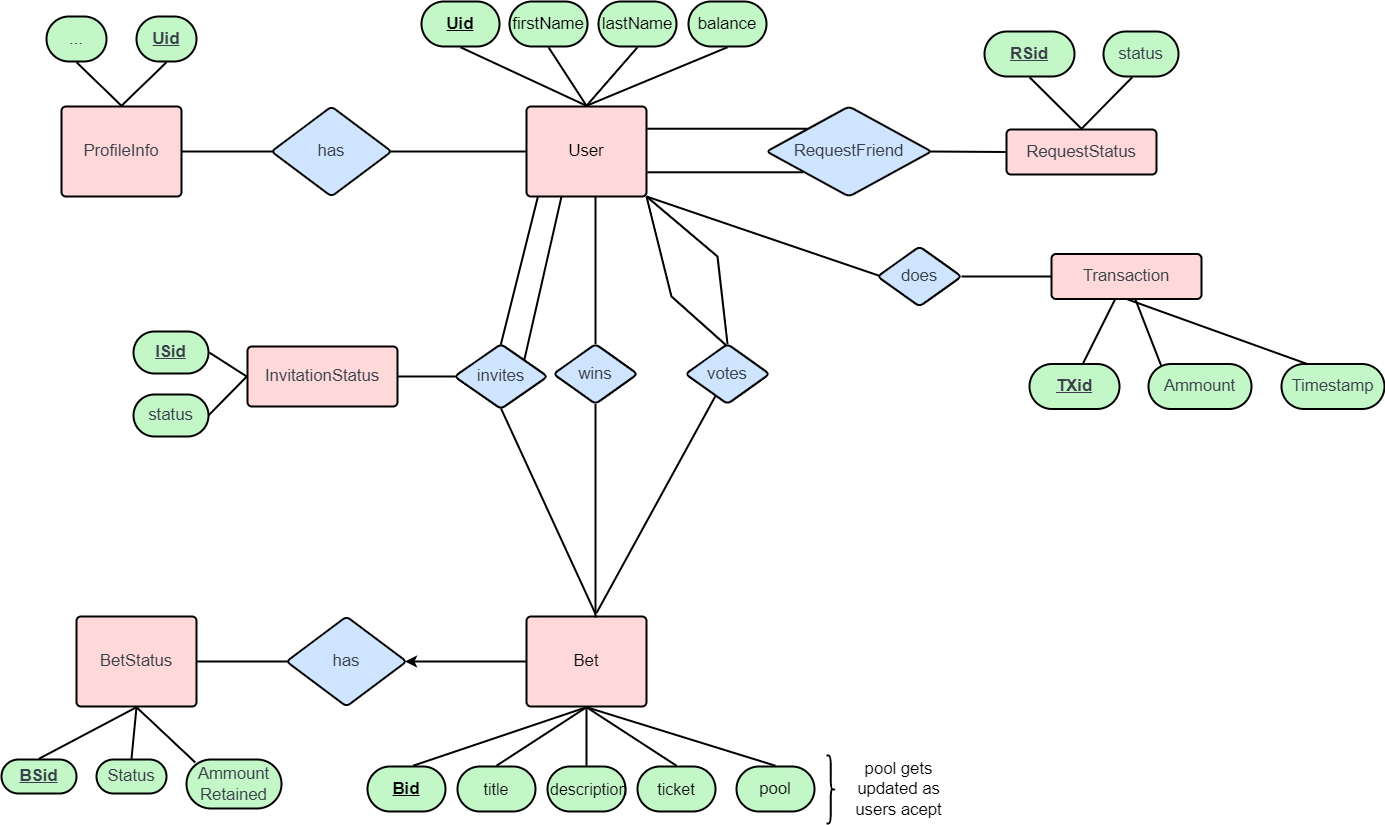 Uid
firstName
lastName
balance
...
Uid
RSid
status
ProfileInfo
has
User
RequestFriend
RequestStatus
does
Transaction
ISid
status
InvitationStatus
invites
wins
votes
TXid
Ammount
Timestamp
BetStatus
has
Bet
BSid
Status
Ammount
Retained
Bid
title
description
ticket
pool
pool gets
updated as
users acept